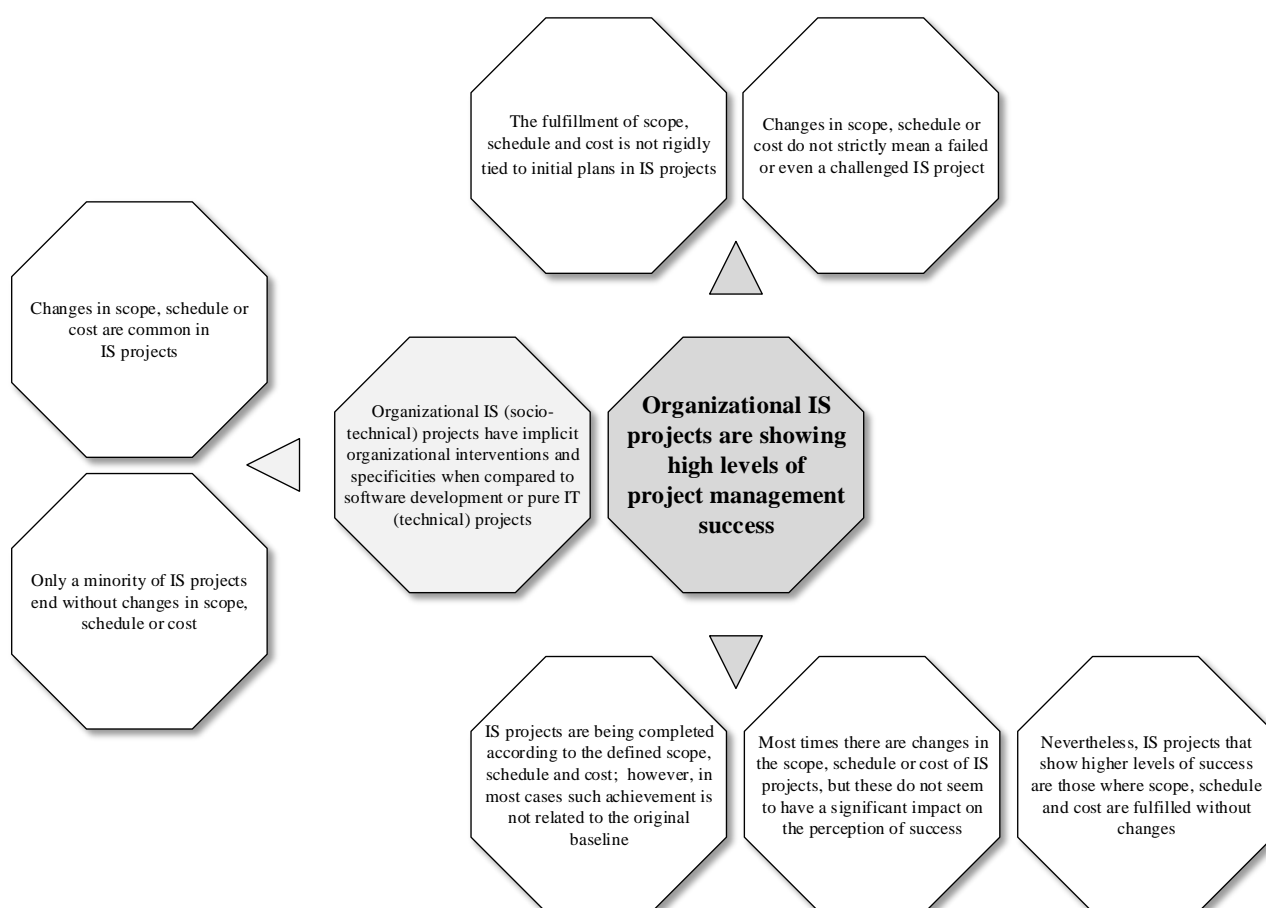 The fulfillment of scope,
schedule and cost is not rigidly
tied to initial plans in IS projects
Changes in scope, schedule or
cost do not strictly mean a failed
or even a challenged IS project
Changes in scope, schedule or
cost are common in
IS projects
Organizational IS (socio-
technical) projects have implicit
organizational interventions and
specificities when compared to
software development or pure IT
(technical) projects
Organizational IS
projects are showing
high levels of
project management
success
Only a minority of IS projects
end without changes in scope,
schedule or cost
IS projects are being completed
according to the defined scope,
schedule and cost; however, in
most cases such achievement is
not related to the original
baseline
Most times there are changes in
the scope, schedule or cost of IS
projects, but these do not seem
to have a significant impact on
the perception of success
Nevertheless, IS projects that
show higher levels of success
are those where scope, schedule
and cost are fulfilled without
changes